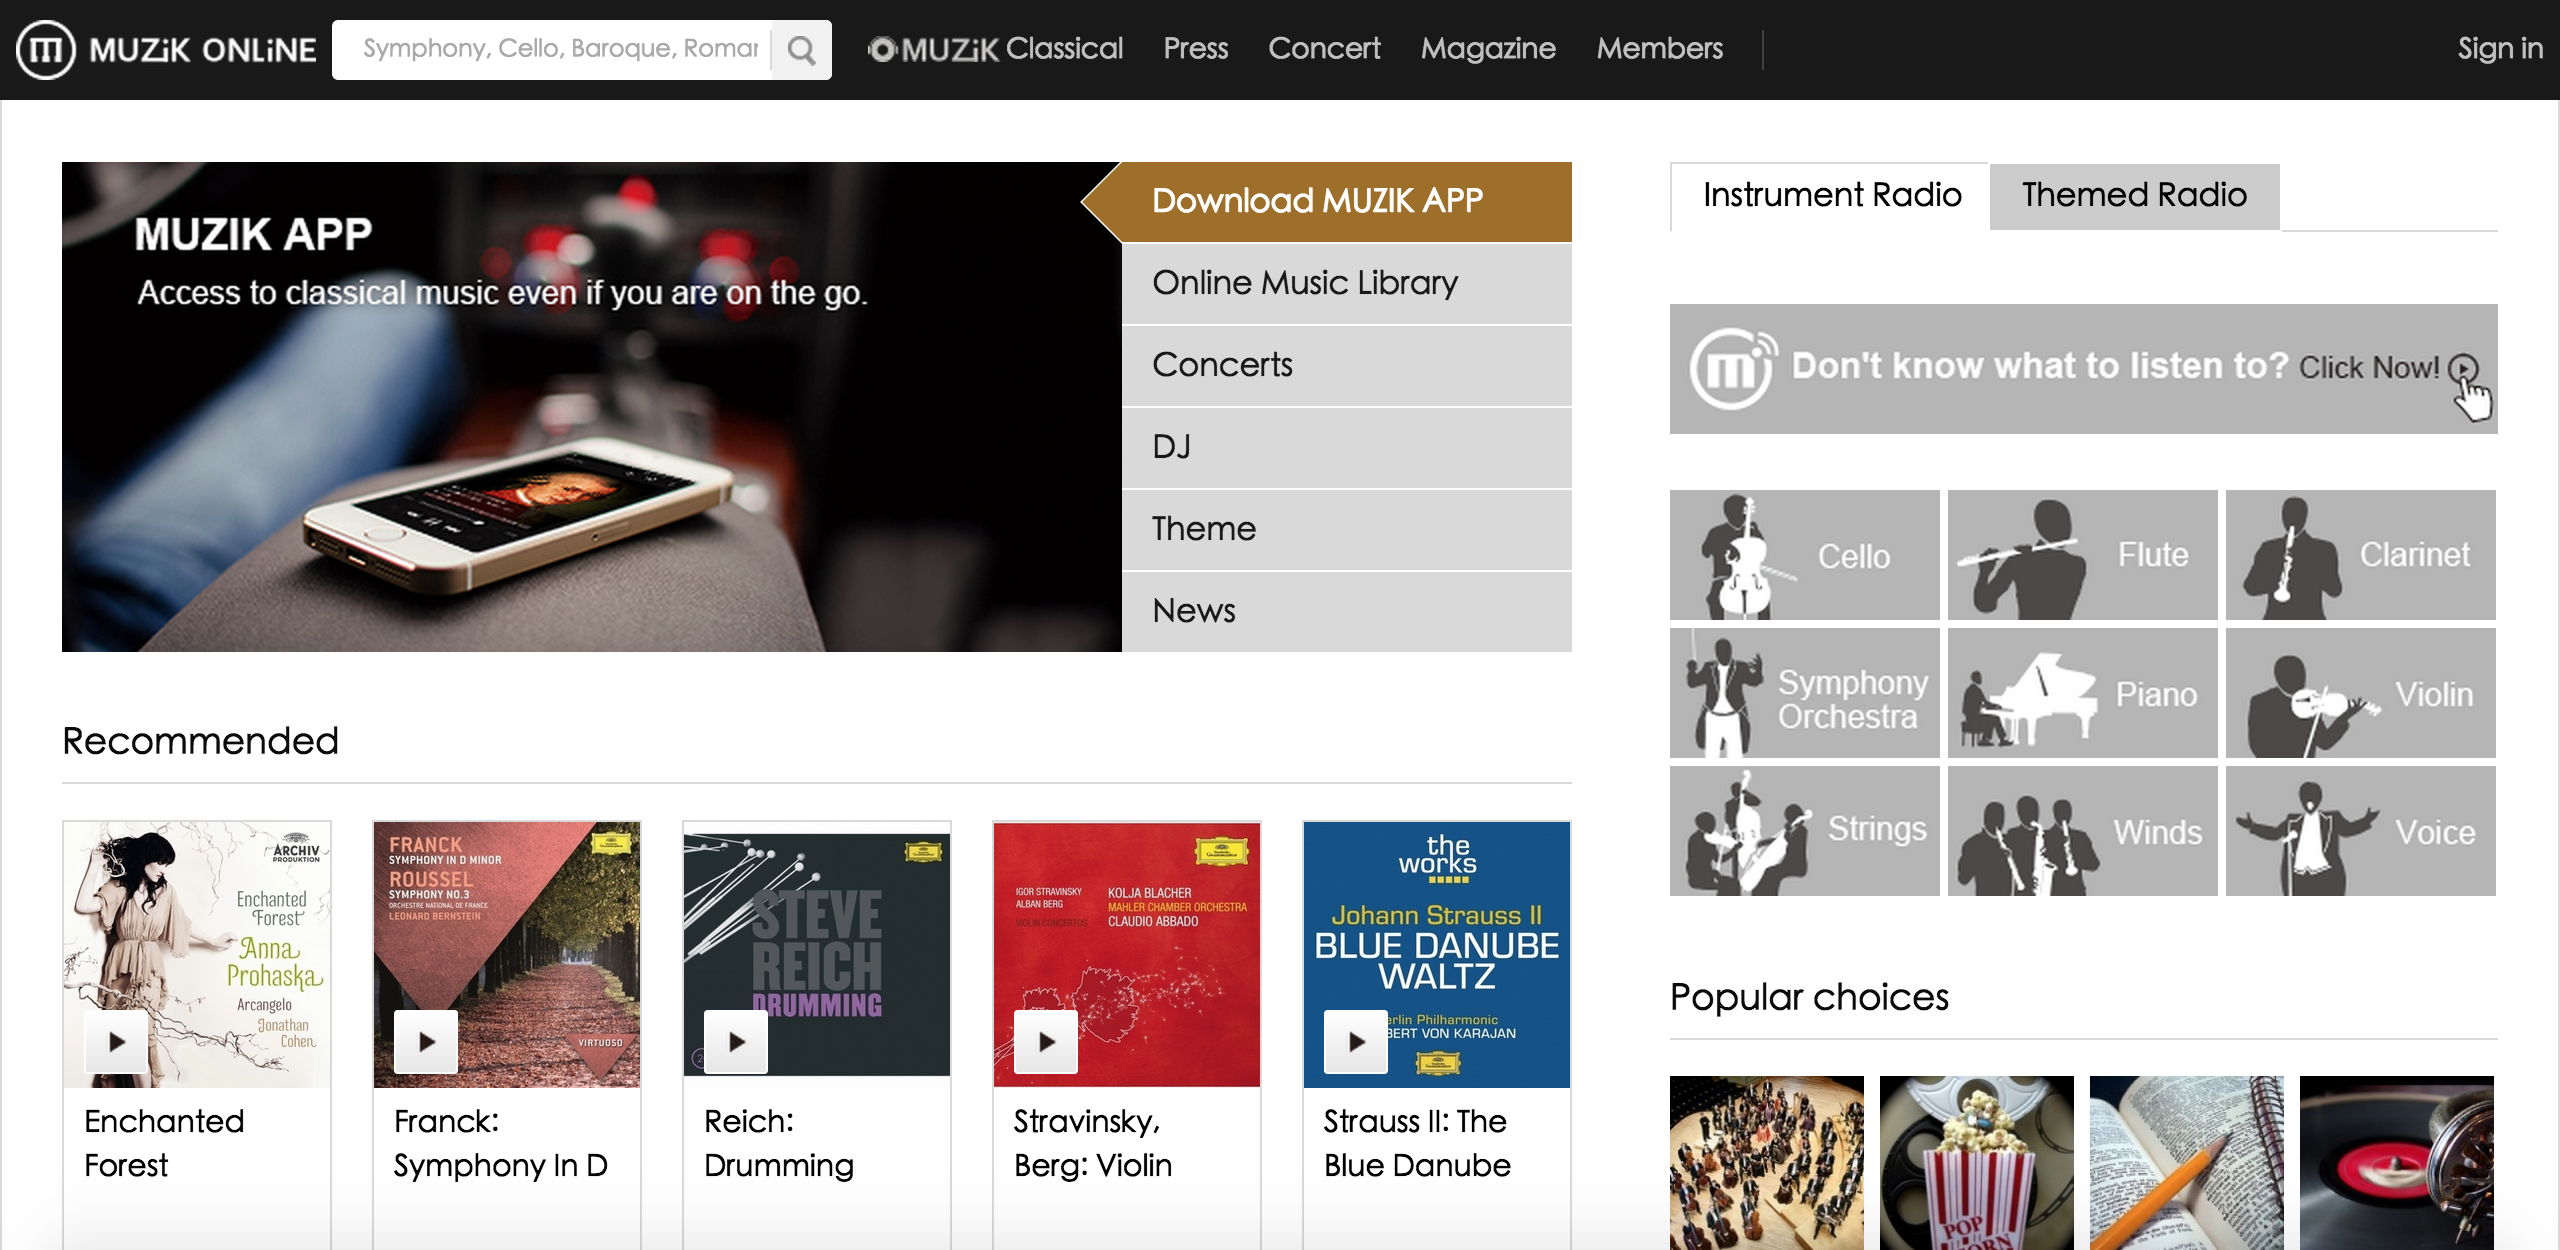 MUZiK ONLiNE
Symphony, Cello, Baroque, Romar
MUZiK Classical
Press
Concert
Magazine
Members
Sign in
MUZIK APP
Access to classical music even if you are on the go.
Download MUZIK APP
Online Music Library
Concerts
DJ
Theme
News
Instrument Radio
Themed Radio
Don't know what to listen to? Click Now!
Cello
Flute
Clarinet
Symphony
Orchestra
Piano
Violin
Strings
Winds
Voice
Recommended
ARCHIV
PRODUKTION
Enchanted
Forest
Anna
Prohaska
Arcangelo
Jonathan
Cohen
Enchanted
Forest
FRANCK
SYMPHONY IN D MINOR
ROUSSEL
SYMPHONY NO.3
ORCHESTRE NATIONAL DE FRANCE
LEONARD BERNSTEIN
VIRTUOSO
Franck:
Symphony In D
STEVE
REICH
DRUMMING
Reich:
Drumming
IGOR STRAVINSKY
ALBAN BERG
VIOLIN CONCERTOS
KOLJA BLACHER
MAHLER CHAMBER ORCHESTRA
CLAUDIO ABBADO
Stravinsky,
Berg: Violin
the
works
Johann Strauss II
BLUE DANUBE
WALTZ
erlin Philharmonic
BERT VON KARAJAN
Strauss II: The
Blue Danube
Popular choices
POP
CORN